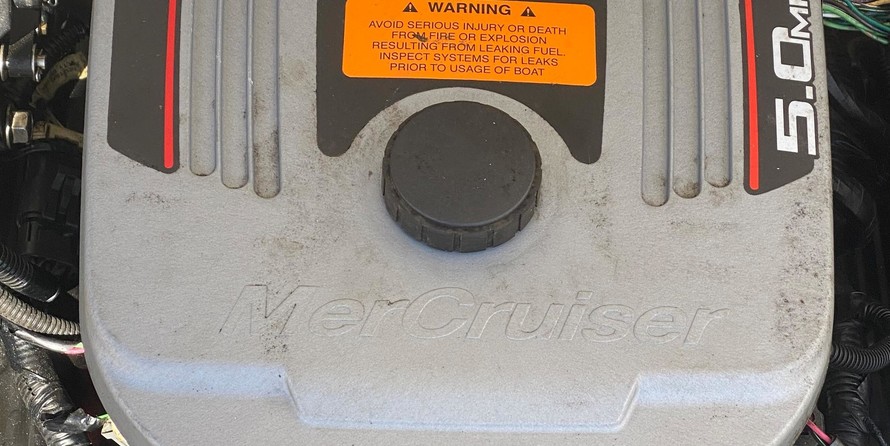 WARNING
AVOID SERIOUS INJURY OR DEATH
FROM FIRE OR EXPLOSION
RESULTING FROM LEAKING FUEL.
INSPECT SYSTEMS FOR LEAKS
PRIOR TO USAGE OF BOAT
5.0MP
MerCruiser